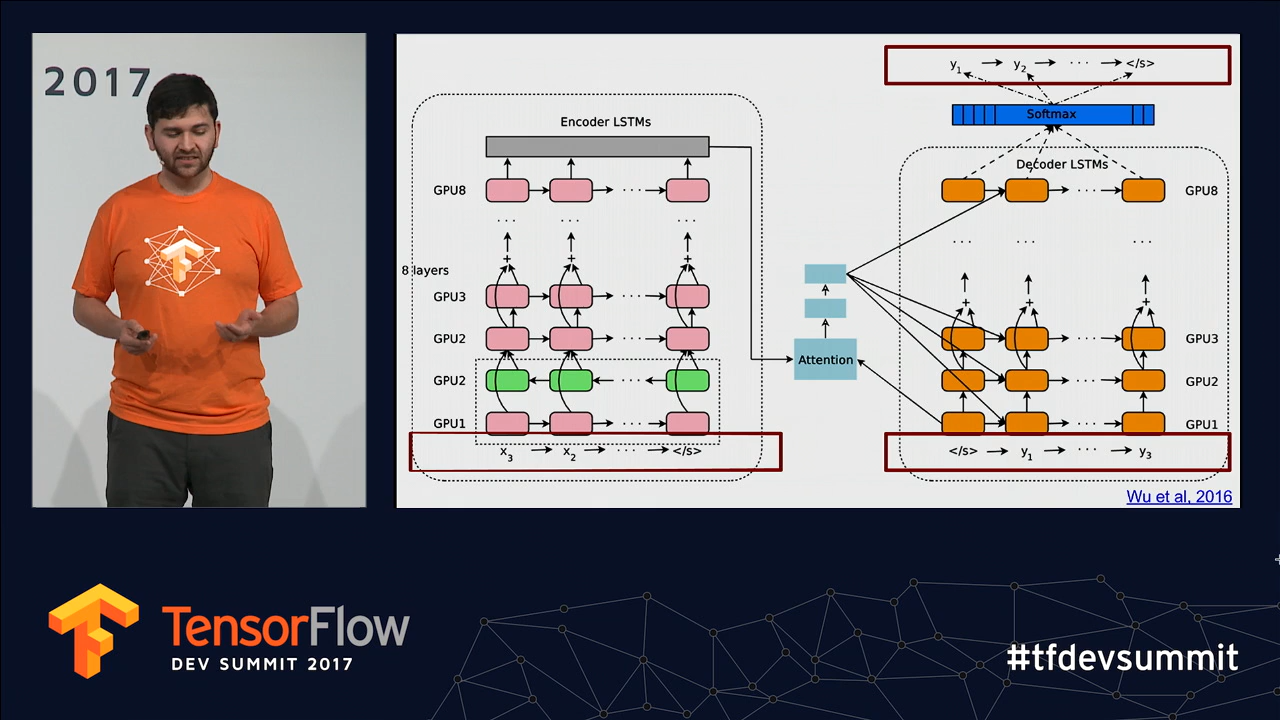 2017
y1 y2 ... </s>
Softmax
Encoder LSTMs
Decoder LSTMs
GPU8
GPU8
... ... ...
... ... ...
+ + +
8 layers
GPU3
+ + +
GPU2
GPU3
Attention
GPU2
GPU2
GPU1
GPU1
x3 x2 ... </s>
</s> y1 ... y3
Wu et al, 2016
TensorFlow
DEV SUMMIT 2017
#tfdevsummit